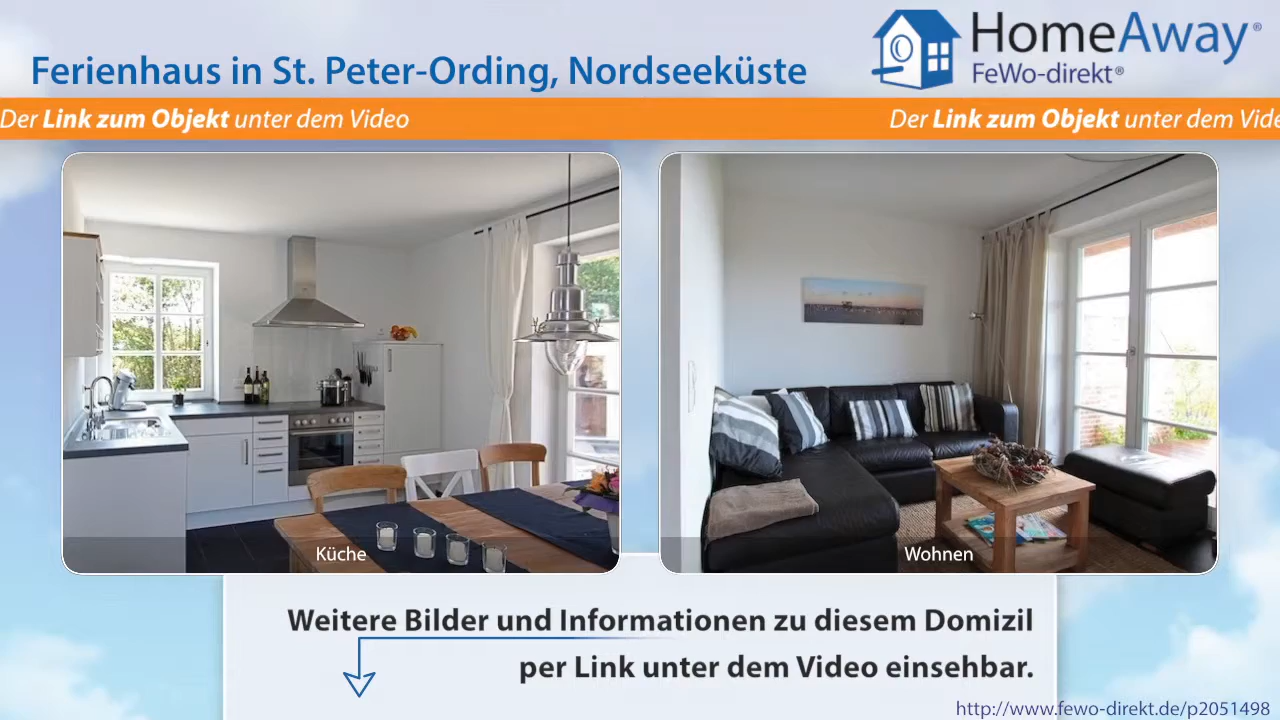 HomeAway®
FeWo-direkt®
Ferienhaus in St. Peter-Ording, Nordseeküste
Der Link zum Objekt unter dem Video
Der Link zum Objekt unter dem Vide
Küche
Wohnen
Weitere Bilder und Informationen zu diesem Domizil
per Link unter dem Video einsehbar.
http://www.fewo-direkt.de/p2051498